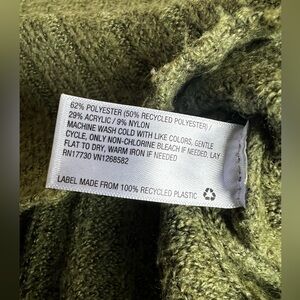 62% POLYESTER (50% RECYCLED POLYESTER) /
29% ACRYLIC / 9% NYLON
MACHINE WASH COLD WITH LIKE COLORS, GENTLE
CYCLE, ONLY NON-CHLORINE BLEACH IF NEEDED, LAY
FLAT TO DRY, WARM IRON IF NEEDED
RN17730 VN1268582
LABEL MADE FROM 100% RECYCLED PLASTIC